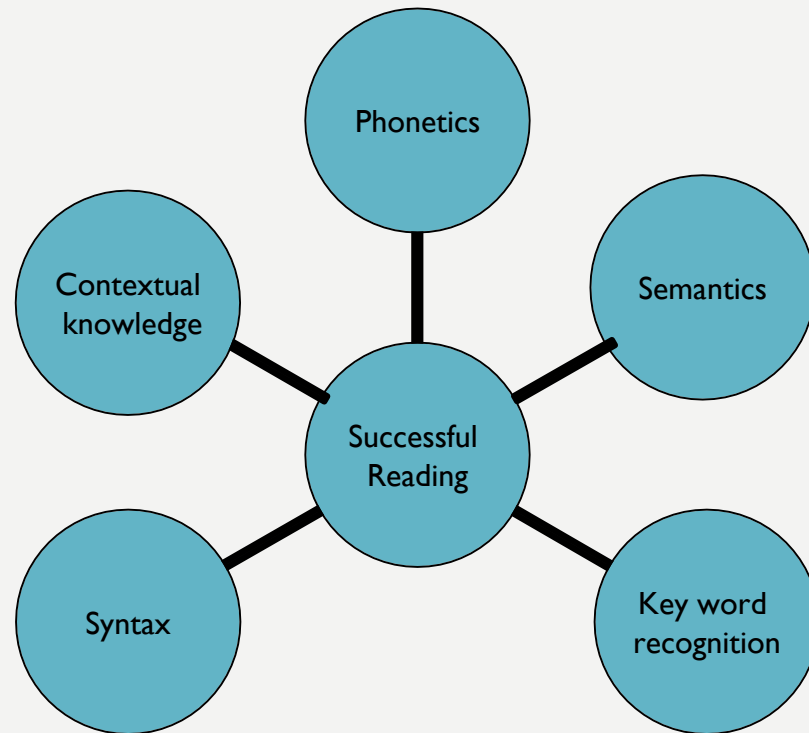 Phonetics
Contextual
knowledge
Semantics
Successful
Reading
Syntax
Key word
recognition